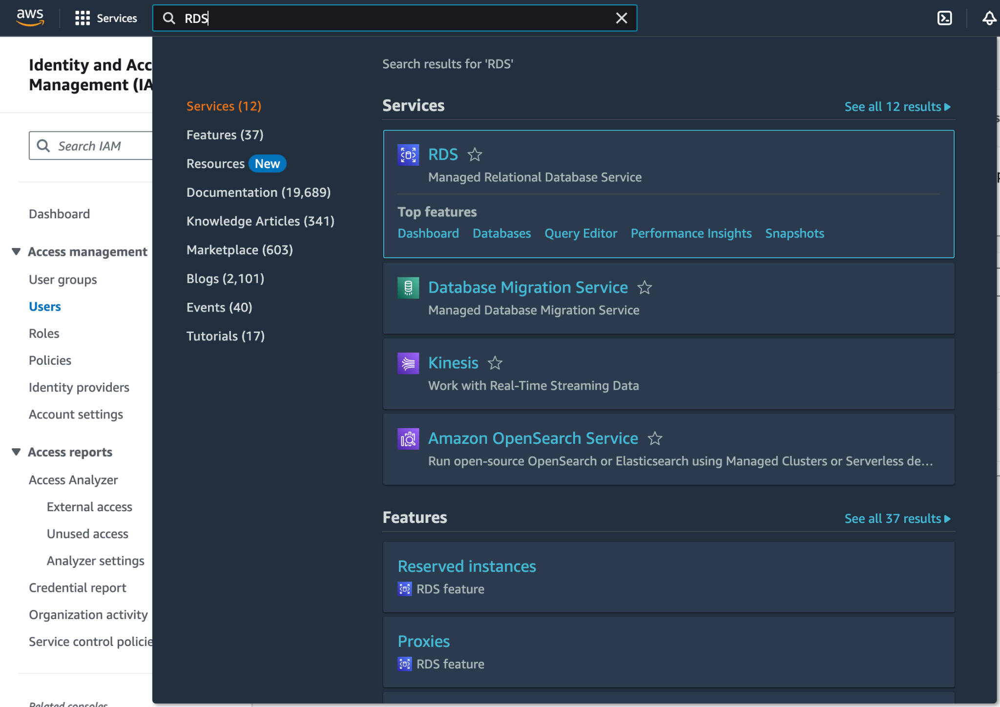 aws
Services
RDS
Identity and Acc
Management (IA
Search IAM
Dashboard
Access management
User groups
Users
Roles
Policies
Identity providers
Account settings
Access reports
Access Analyzer
External access
Unused access
Analyzer settings
Credential report
Organization activity
Service control policie
Related consoles
Search results for 'RDS'
Services (12)
Features (37)
Resources New
Documentation (19,689)
Knowledge Articles (341)
Marketplace (603)
Blogs (2,101)
Events (40)
Tutorials (17)
Services
See all 12 results
RDS
Managed Relational Database Service
Top features
Dashboard Databases Query Editor Performance Insights Snapshots
Database Migration Service
Managed Database Migration Service
Kinesis
Work with Real-Time Streaming Data
Amazon OpenSearch Service
Run open-source OpenSearch or Elasticsearch using Managed Clusters or Serverless de...
Features
See all 37 results
Reserved instances
RDS feature
Proxies
RDS feature